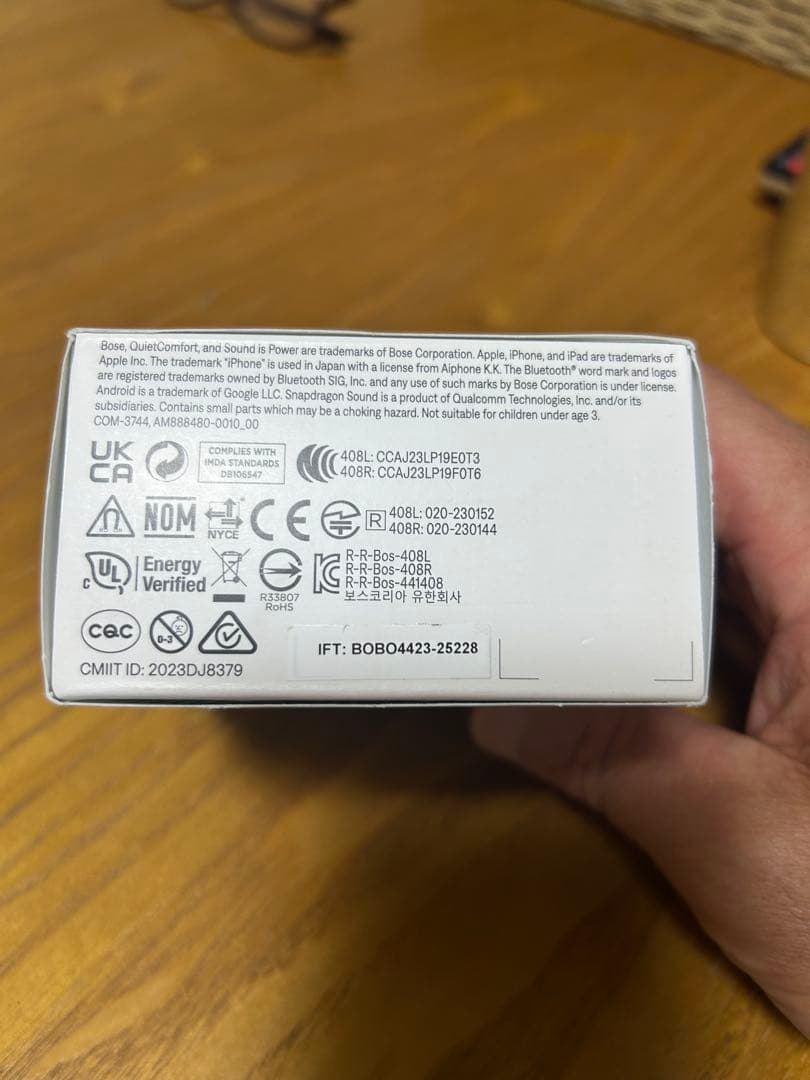 Bose, QuietComfort, and Sound is Power are trademarks of Bose Corporation. Apple, iPhone, and iPad are trademarks of
Apple Inc. The trademark "iPhone" is used in Japan with a license from Aiphone K.K. The Bluetooth® word mark and logos
are registered trademarks owned by Bluetooth SIG, Inc. and any use of such marks by Bose Corporation is under license.
Android is a trademark of Google LLC. Snapdragon Sound is a product of Qualcomm Technologies, Inc. and/or its
subsidiaries. Contains small parts which may be a choking hazard. Not suitable for children under age 3.
COM-3744, AM888480-0010_00
UK
CA
COMPLIES WITH
IMDA STANDARDS
DB106547
408L: CCAJ23LP19E0T3
408R: CCAJ23LP19F0T6
NOM
NYCE
CE
R
408L: 020-230152
408R: 020-230144
C UL
Energy
Verified
R33807
RoHS
R-R-Bos-408L
R-R-Bos-408R
R-R-Bos-441408
보스코리아 유한회사
CQC
0-3
IFT: BOBO4423-25228
CMIIT ID: 2023DJ8379